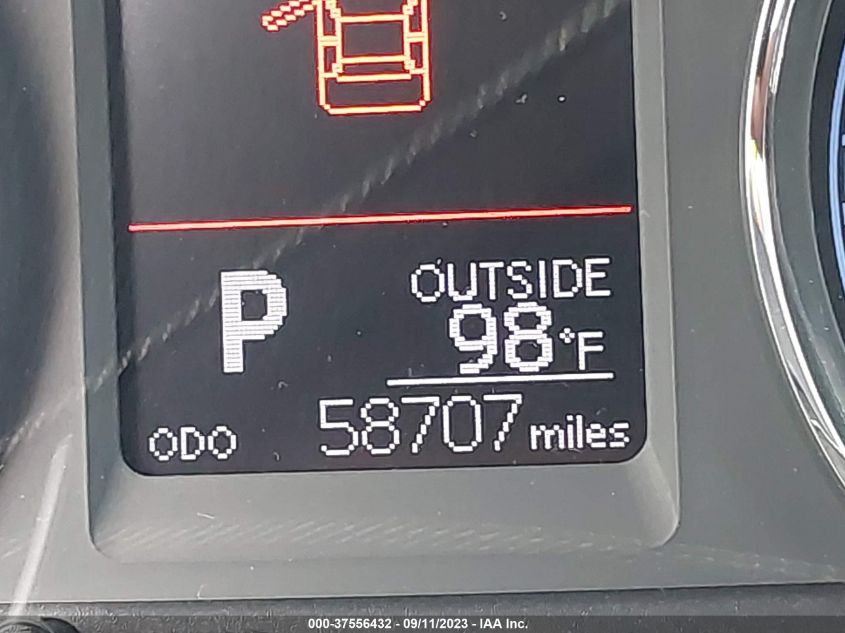 P
OUTSIDE
98°F
ODO 58707 miles
000-37556432 - 09/11/2023 - IAA Inc.